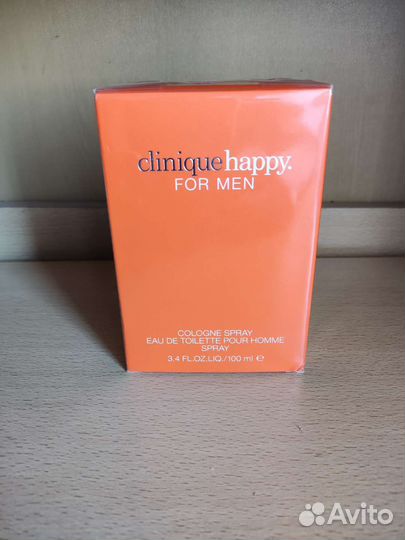 clinique happy.
FOR MEN
COLOGNE SPRAY
EAU DE TOILETTE POUR HOMME
SPRAY
3.4 FL.OZ.LIQ./100 ml ℮
Avito